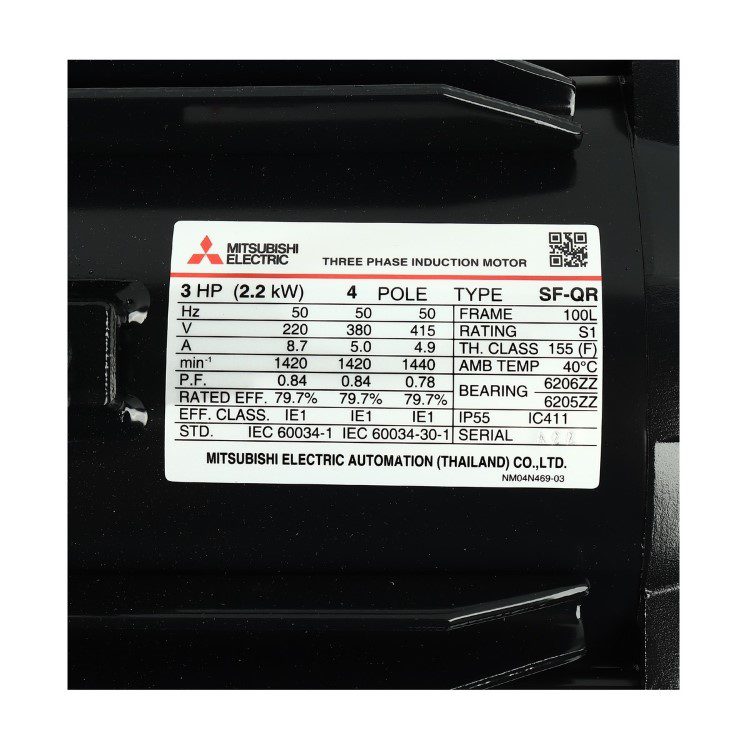 MITSUBISHI
ELECTRIC
THREE PHASE INDUCTION MOTOR
3 HP (2.2 kW) 4 POLE TYPE SF-QR
Hz 50 50 50 FRAME 100L
V 220 380 415 RATING S1
A 8.7 5.0 4.9 TH. CLASS 155 (F)
min⁻¹ 1420 1420 1440 AMB TEMP 40°C
P.F. 0.84 0.84 0.78 BEARING 6206ZZ
RATED EFF. 79.7% 79.7% 79.7% 6205ZZ
EFF. CLASS. IE1 IE1 IE1 IP55 IC411
STD. IEC 60034-1 IEC 60034-30-1 SERIAL
MITSUBISHI ELECTRIC AUTOMATION (THAILAND) CO.,LTD.
NM04N469-03